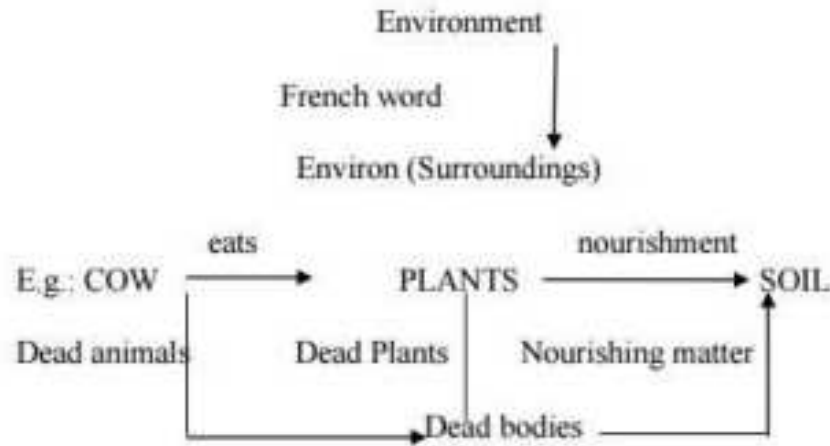 Environment
French word
Environ (Surroundings)
eats nourishment
E.g.: COW PLANTS SOIL
Dead animals Dead Plants Nourishing matter
Dead bodies